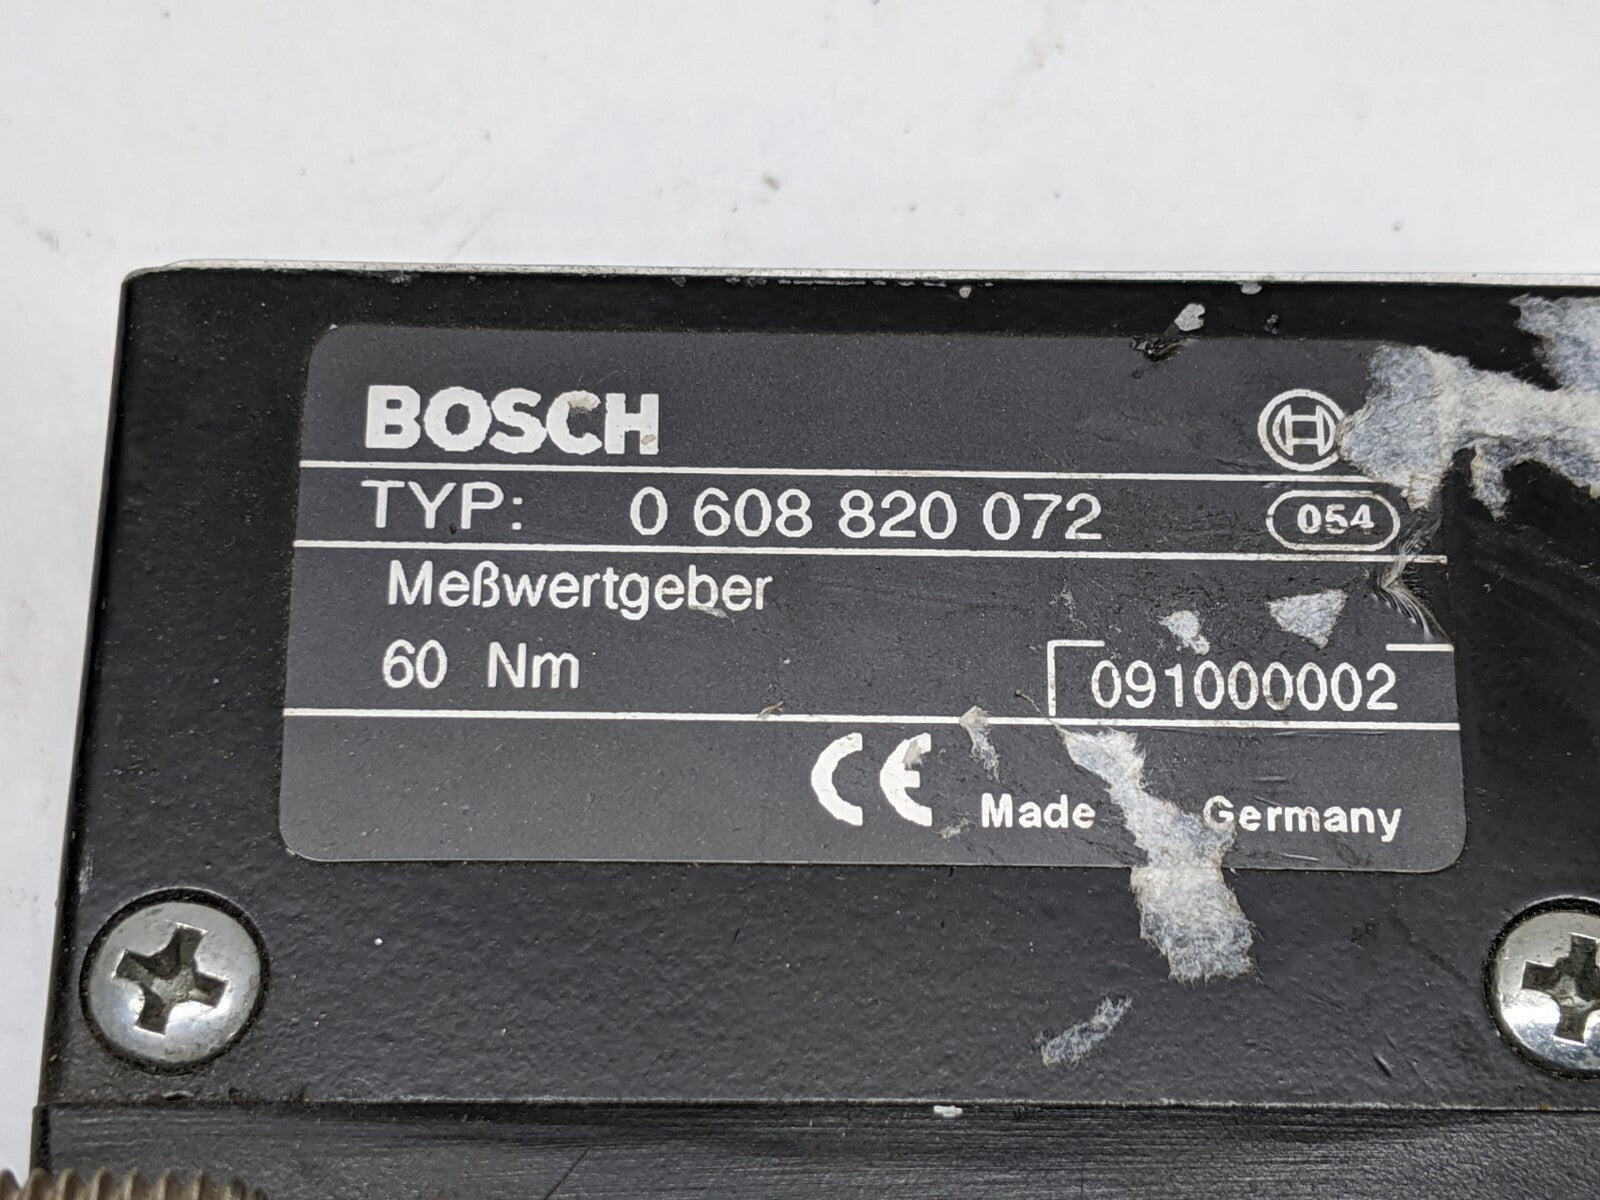 BOSCH
TYP: 0 608 820 072 054
Meßwertgeber
60 Nm 091000002
CE Made Germany